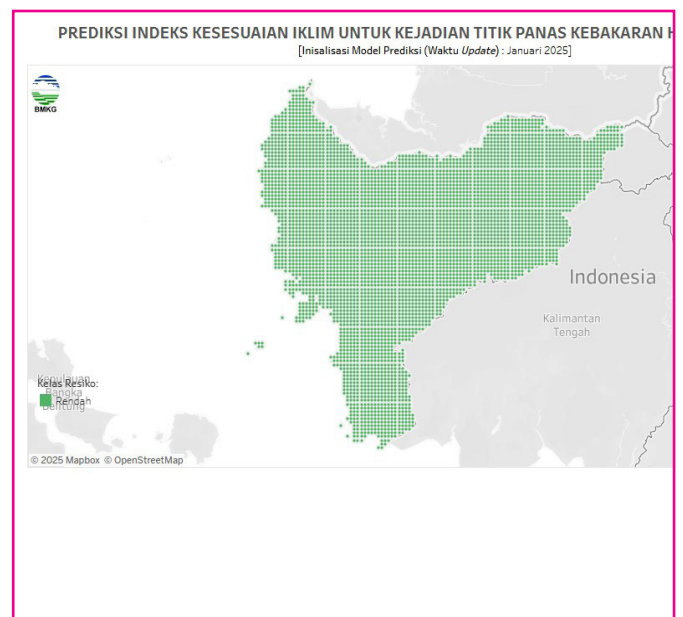 PREDIKSI INDEKS KESESUAIAN IKLIM UNTUK KEJADIAN TITIK PANAS KEBAKARAN H
[Inisalisasi Model Prediksi (Waktu Update) : Januari 2025]
BMKG
Indonesia
Kalimantan
Tengah
Kepulauan
Kelas Resiko:
Bangka
Rendah
Belitung
© 2025 Mapbox © OpenStreetMap